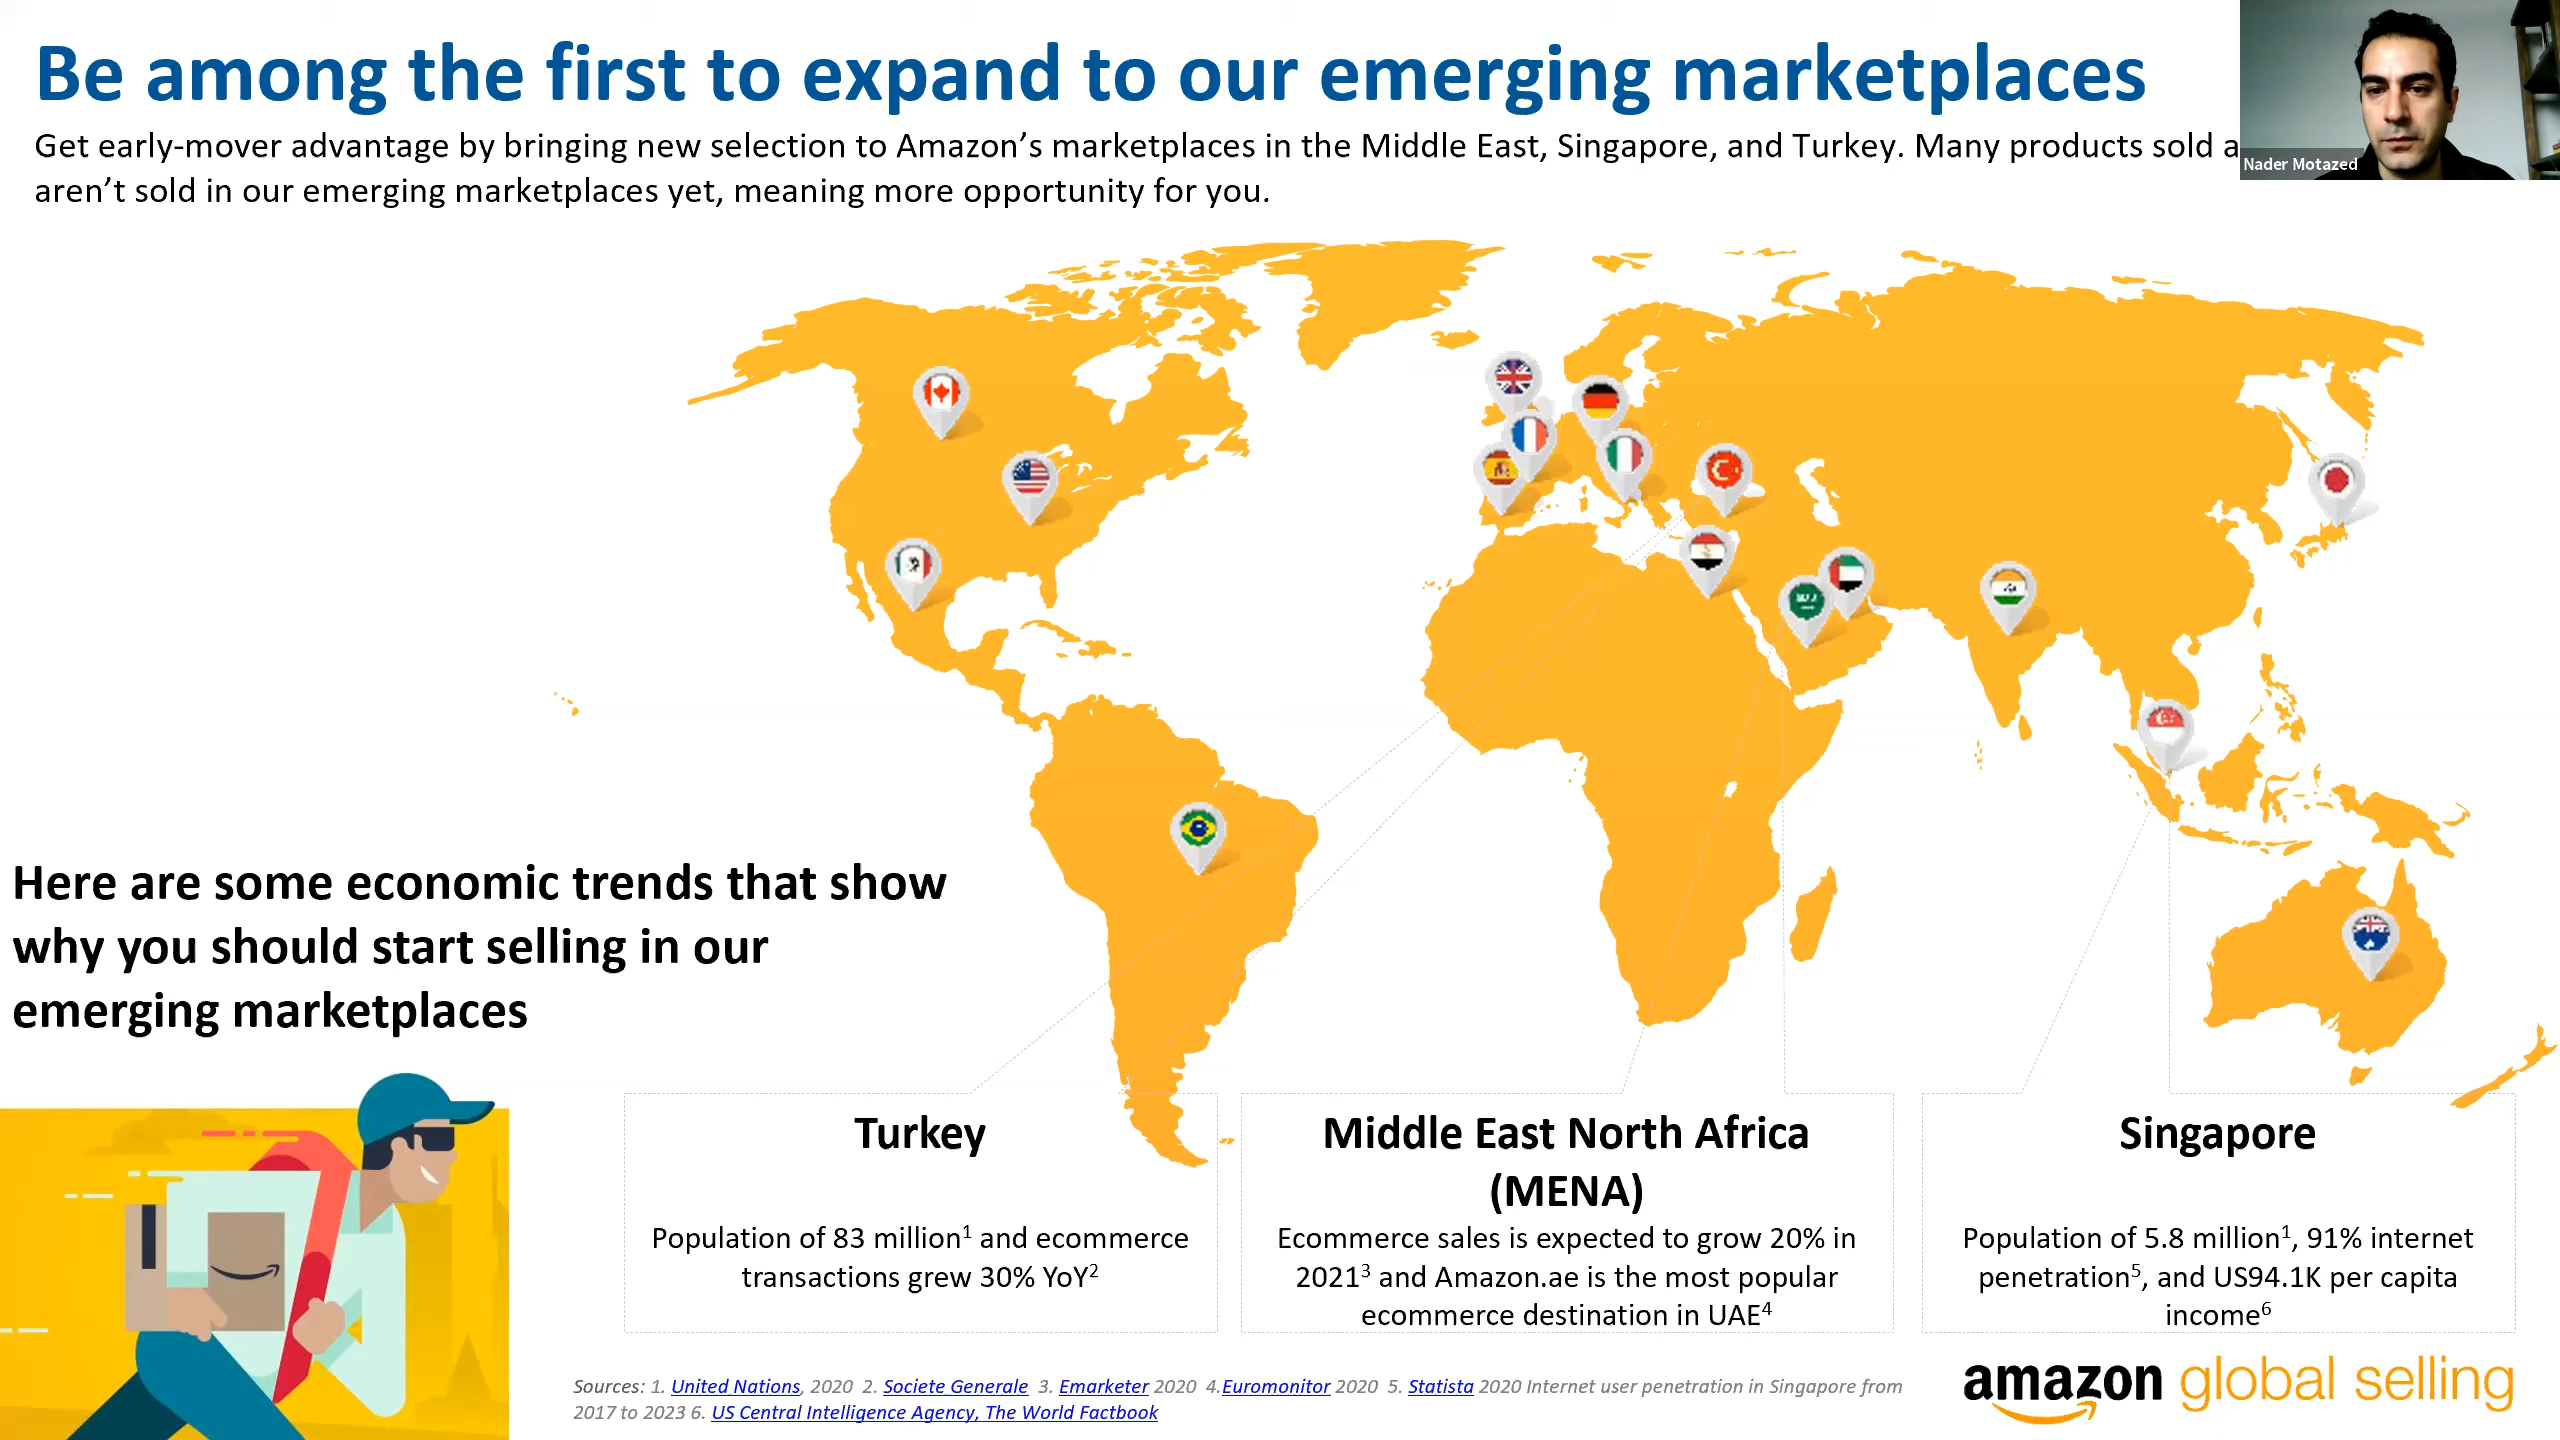 Be among the first to expand to our emerging marketplaces
Get early-mover advantage by bringing new selection to Amazon’s marketplaces in the Middle East, Singapore, and Turkey. Many products sold a
aren’t sold in our emerging marketplaces yet, meaning more opportunity for you.
Nader Motazed
Here are some economic trends that show
why you should start selling in our
emerging marketplaces
Turkey
Population of 83 million¹ and ecommerce
transactions grew 30% YoY²
Middle East North Africa
(MENA)
Ecommerce sales is expected to grow 20% in
2021³ and Amazon.ae is the most popular
ecommerce destination in UAE⁴
Singapore
Population of 5.8 million¹, 91% internet
penetration⁵, and US94.1K per capita
income⁶
Sources: 1. United Nations, 2020 2. Societe Generale 3. Emarketer 2020 4.Euromonitor 2020 5. Statista 2020 Internet user penetration in Singapore from
2017 to 2023 6. US Central Intelligence Agency, The World Factbook
amazon global selling